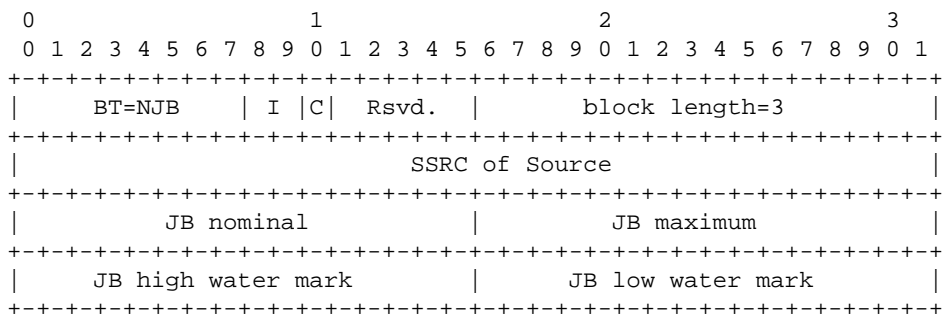 0                   1                   2                   3
 0 1 2 3 4 5 6 7 8 9 0 1 2 3 4 5 6 7 8 9 0 1 2 3 4 5 6 7 8 9 0 1
+-+-+-+-+-+-+-+-+-+-+-+-+-+-+-+-+-+-+-+-+-+-+-+-+-+-+-+-+-+-+-+-+
|    BT=NJB     | I |C|  Rsvd.  |       block length=3          |
+-+-+-+-+-+-+-+-+-+-+-+-+-+-+-+-+-+-+-+-+-+-+-+-+-+-+-+-+-+-+-+-+
|                           SSRC of Source                      |
+-+-+-+-+-+-+-+-+-+-+-+-+-+-+-+-+-+-+-+-+-+-+-+-+-+-+-+-+-+-+-+-+
|          JB nominal           |         JB maximum            |
+-+-+-+-+-+-+-+-+-+-+-+-+-+-+-+-+-+-+-+-+-+-+-+-+-+-+-+-+-+-+-+-+
|     JB high water mark        |      JB low water mark        |
+-+-+-+-+-+-+-+-+-+-+-+-+-+-+-+-+-+-+-+-+-+-+-+-+-+-+-+-+-+-+-+-+